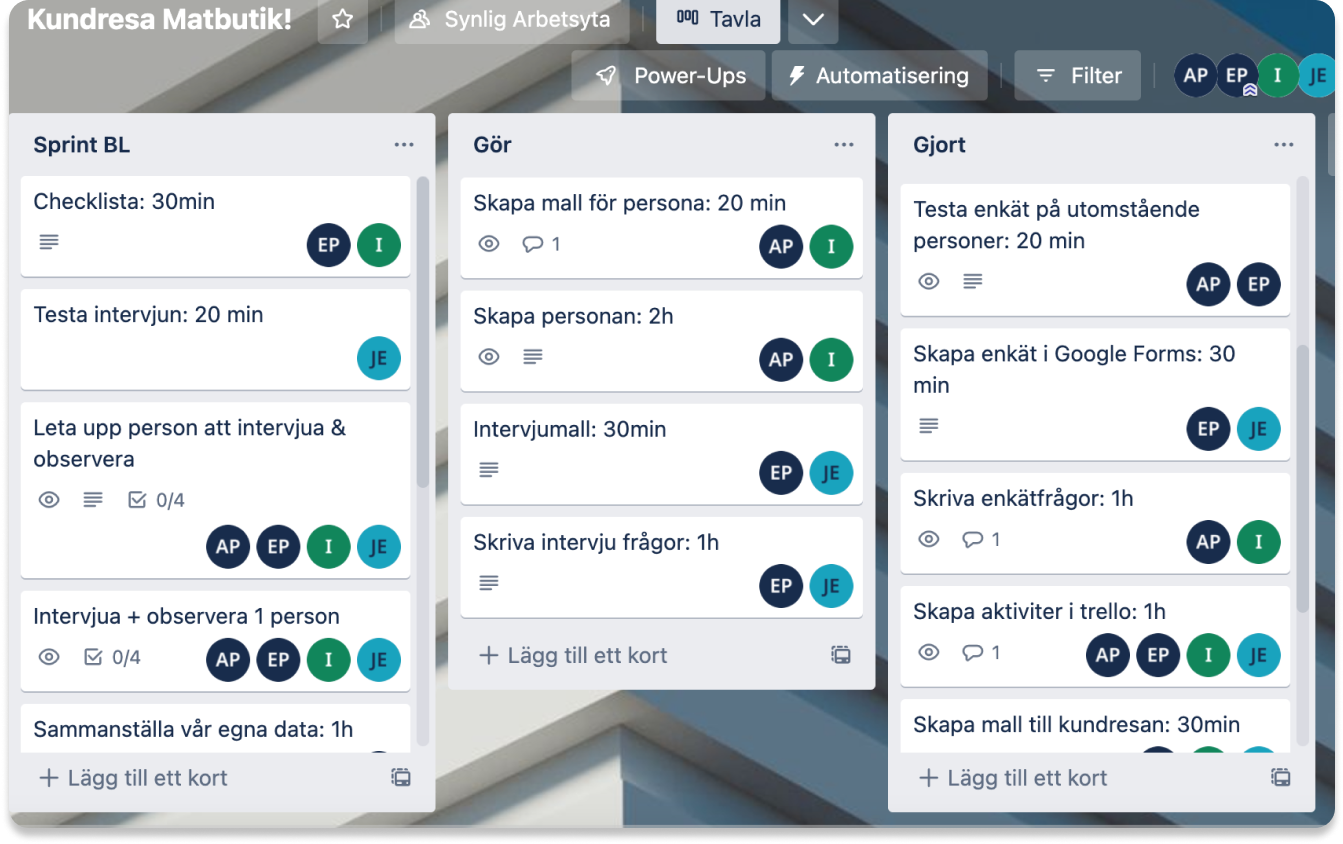 Kundresa Matbutik!
Synlig Arbetsyta
Tavla
Power-Ups
Automatisering
Filter
AP EP I JE
Sprint BL
Checklista: 30min
EP I
Testa intervjun: 20 min
JE
Leta upp person att intervjua &
observera
0/4
AP EP I JE
Intervjua + observera 1 person
0/4
AP EP I JE
Sammanställa vår egna data: 1h
+ Lägg till ett kort
Gör
Skapa mall för persona: 20 min
1
AP I
Skapa personan: 2h
AP I
Intervjumall: 30min
EP JE
Skriva intervju frågor: 1h
EP JE
+ Lägg till ett kort
Gjort
Testa enkät på utomstående
personer: 20 min
AP EP
Skapa enkät i Google Forms: 30
min
EP JE
Skriva enkätfrågor: 1h
1
AP I
Skapa aktiviter i trello: 1h
1
AP EP I JE
Skapa mall till kundresan: 30min
+ Lägg till ett kort